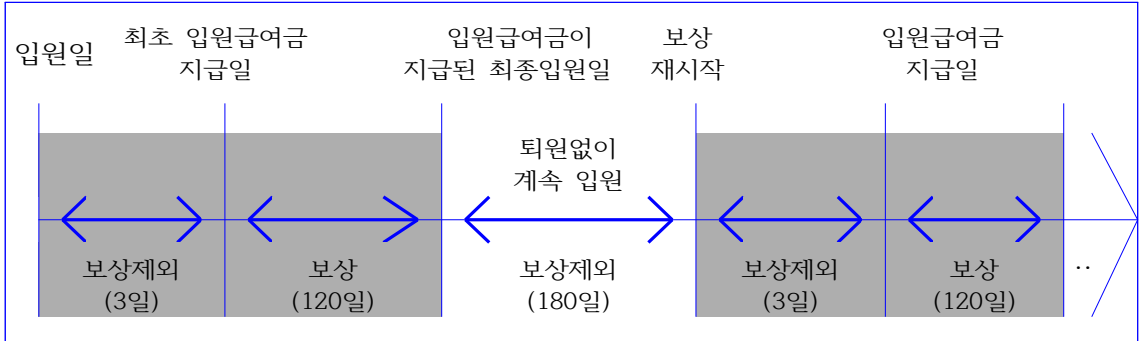 입원일
최초 입원급여금
지급일
입원급여금이
지급된 최종입원일
보상
재시작
입원급여금
지급일
퇴원없이
계속 입원
보상제외
(3일)
보상
(120일)
보상제외
(180일)
보상제외
(3일)
보상
(120일)
··